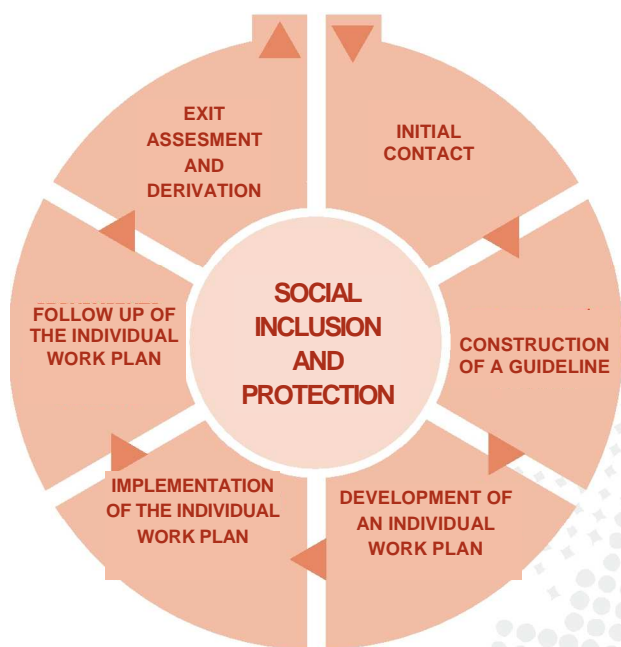 INITIAL
CONTACT
CONSTRUCTION
OF A GUIDELINE
DEVELOPMENT OF
AN INDIVIDUAL
WORK PLAN
IMPLEMENTATION
OF THE INDIVIDUAL
WORK PLAN
FOLLOW UP OF
THE INDIVIDUAL
WORK PLAN
EXIT
ASSESMENT
AND
DERIVATION
SOCIAL
INCLUSION
AND
PROTECTION